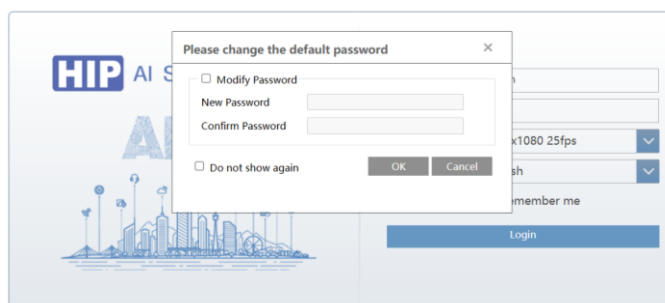 Please change the default password
HIP AI S
Modify Password
New Password
Confirm Password
x1080 25fps
Do not show again
OK
Cancel
sh
emember me
Login